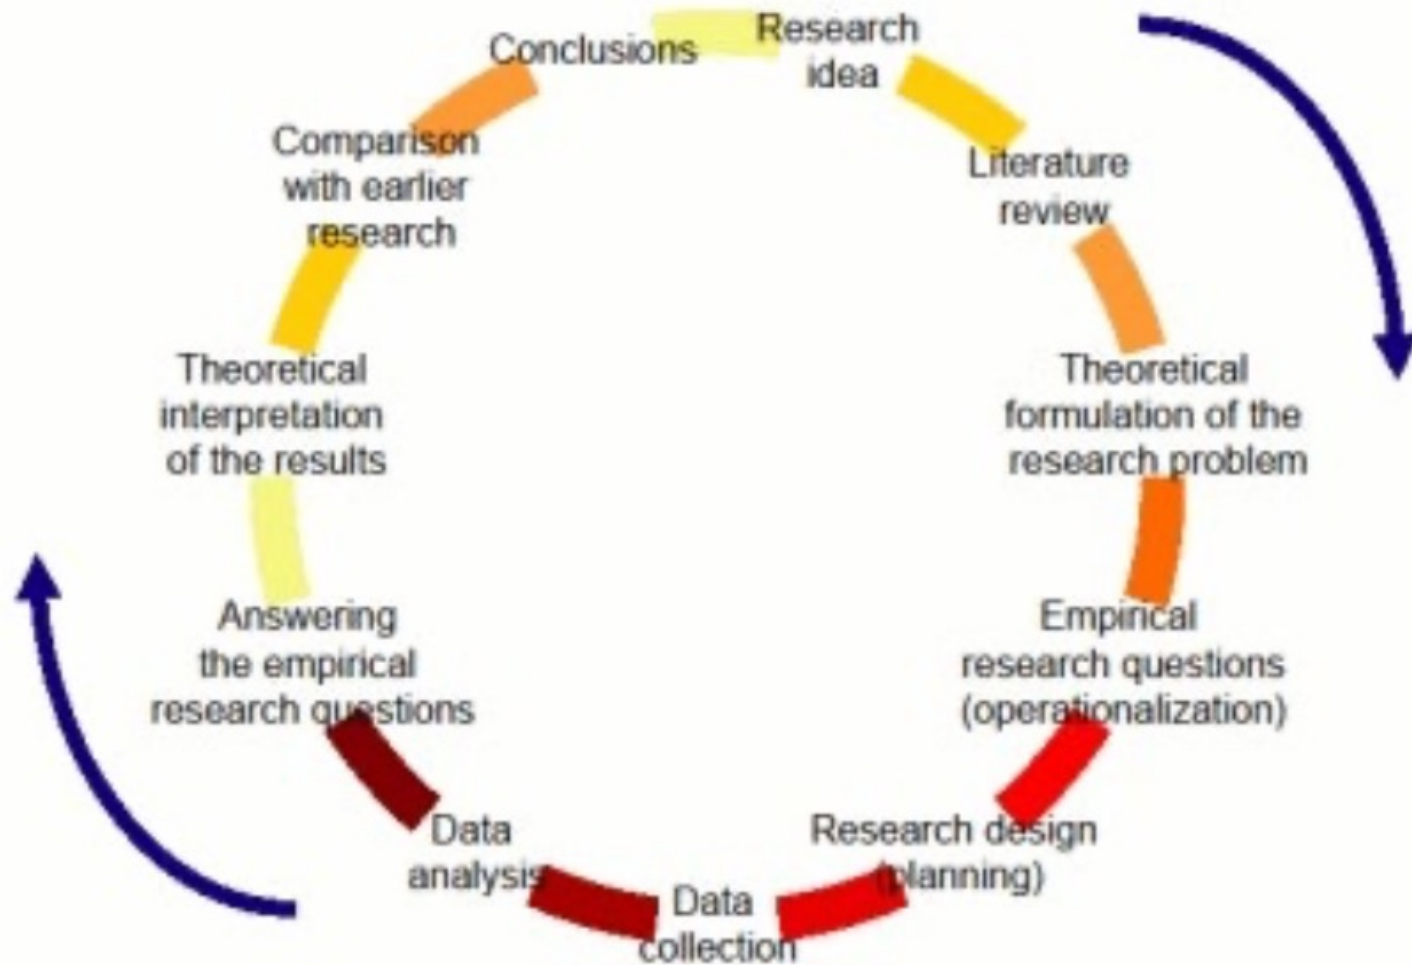 Research
idea
Literature
review
Theoretical
formulation of the
research problem
Empirical
research questions
(operationalization)
Research design
(planning)
Data
collection
Data
analysis
Answering
the empirical
research questions
Theoretical
interpretation
of the results
Comparison
with earlier
research
Conclusions